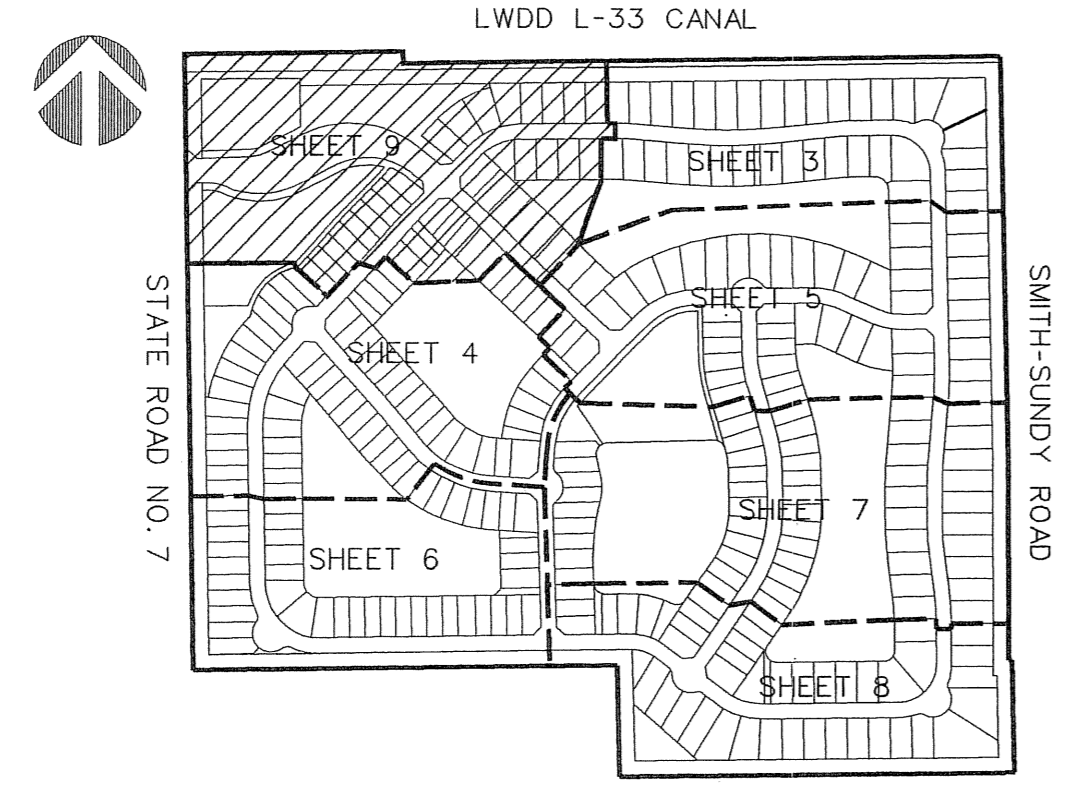 LWDD L-33 CANAL
SHEET 9
SHEET 3
STATE ROAD NO. 7
SHEET 5
SMITH-SUNDY ROAD
SHEET 4
SHEET 7
SHEET 6
SHEET 8